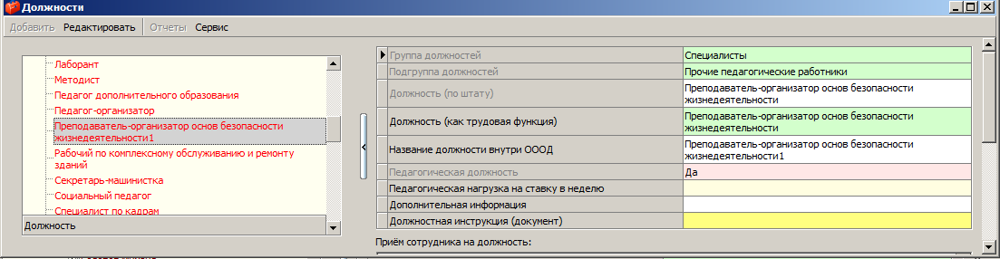 Должности
Добавить Редактировать Отчеты Сервис
Лаборант
Методист
Педагог дополнительного образования
Педагог-организатор
Преподаватель-организатор основ безопасности
жизнедеятельности1
Рабочий по комплексному обслуживанию и ремонту
зданий
Секретарь-машинистка
Социальный педагог
Специалист по кадрам
Должность
Группа должностей Специалисты
Подгруппа должностей Прочие педагогические работники
Должность (по штату) Преподаватель-организатор основ безопасности
жизнедеятельности
Должность (как трудовая функция) Преподаватель-организатор основ безопасности
жизнедеятельности
Название должности внутри ОООД Преподаватель-организатор основ безопасности
жизнедеятельности1
Педагогическая должность Да
Педагогическая нагрузка на ставку в неделю
Дополнительная информация
Должностная инструкция (документ)
Приём сотрудника на должность: